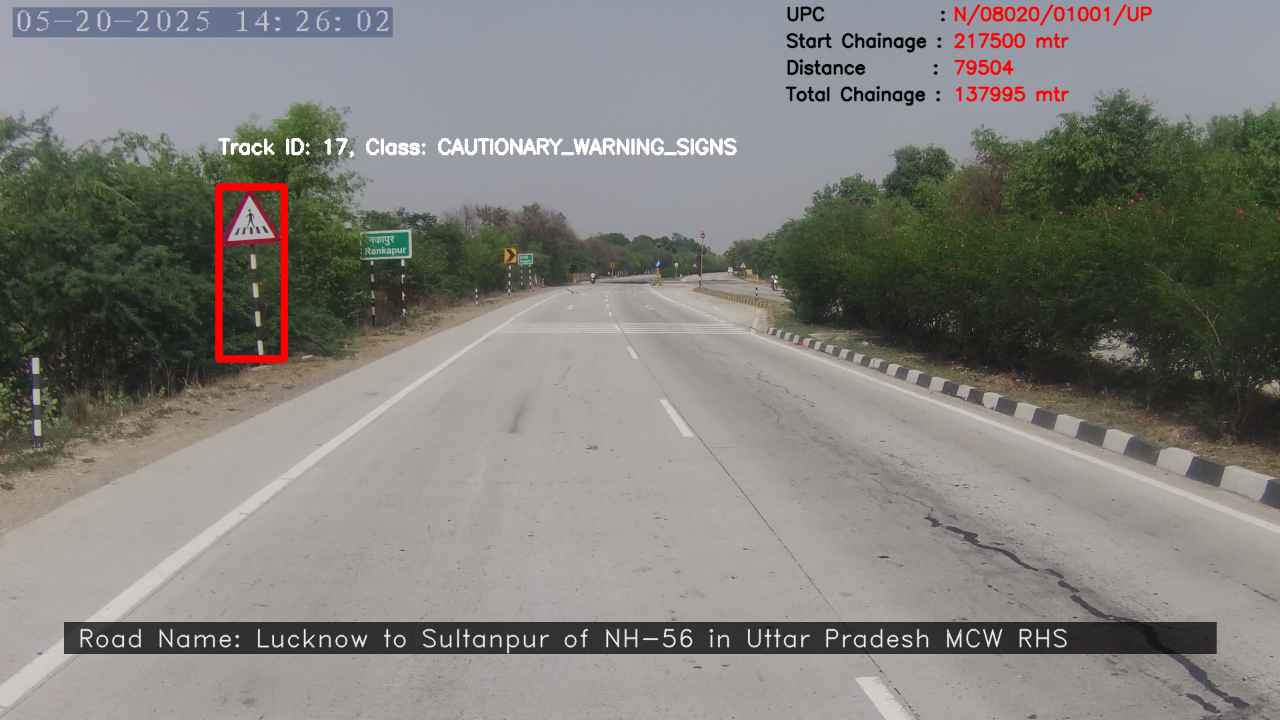 05-20-2025 14:26:02
UPC : N/08020/01001/UP
Start Chainage : 217500 mtr
Distance : 79504
Total Chainage : 137995 mtr
Track ID: 17, Class: CAUTIONARY_WARNING_SIGNS
Rankapur
Road Name: Lucknow to Sultanpur of NH-56 in Uttar Pradesh MCW RHS